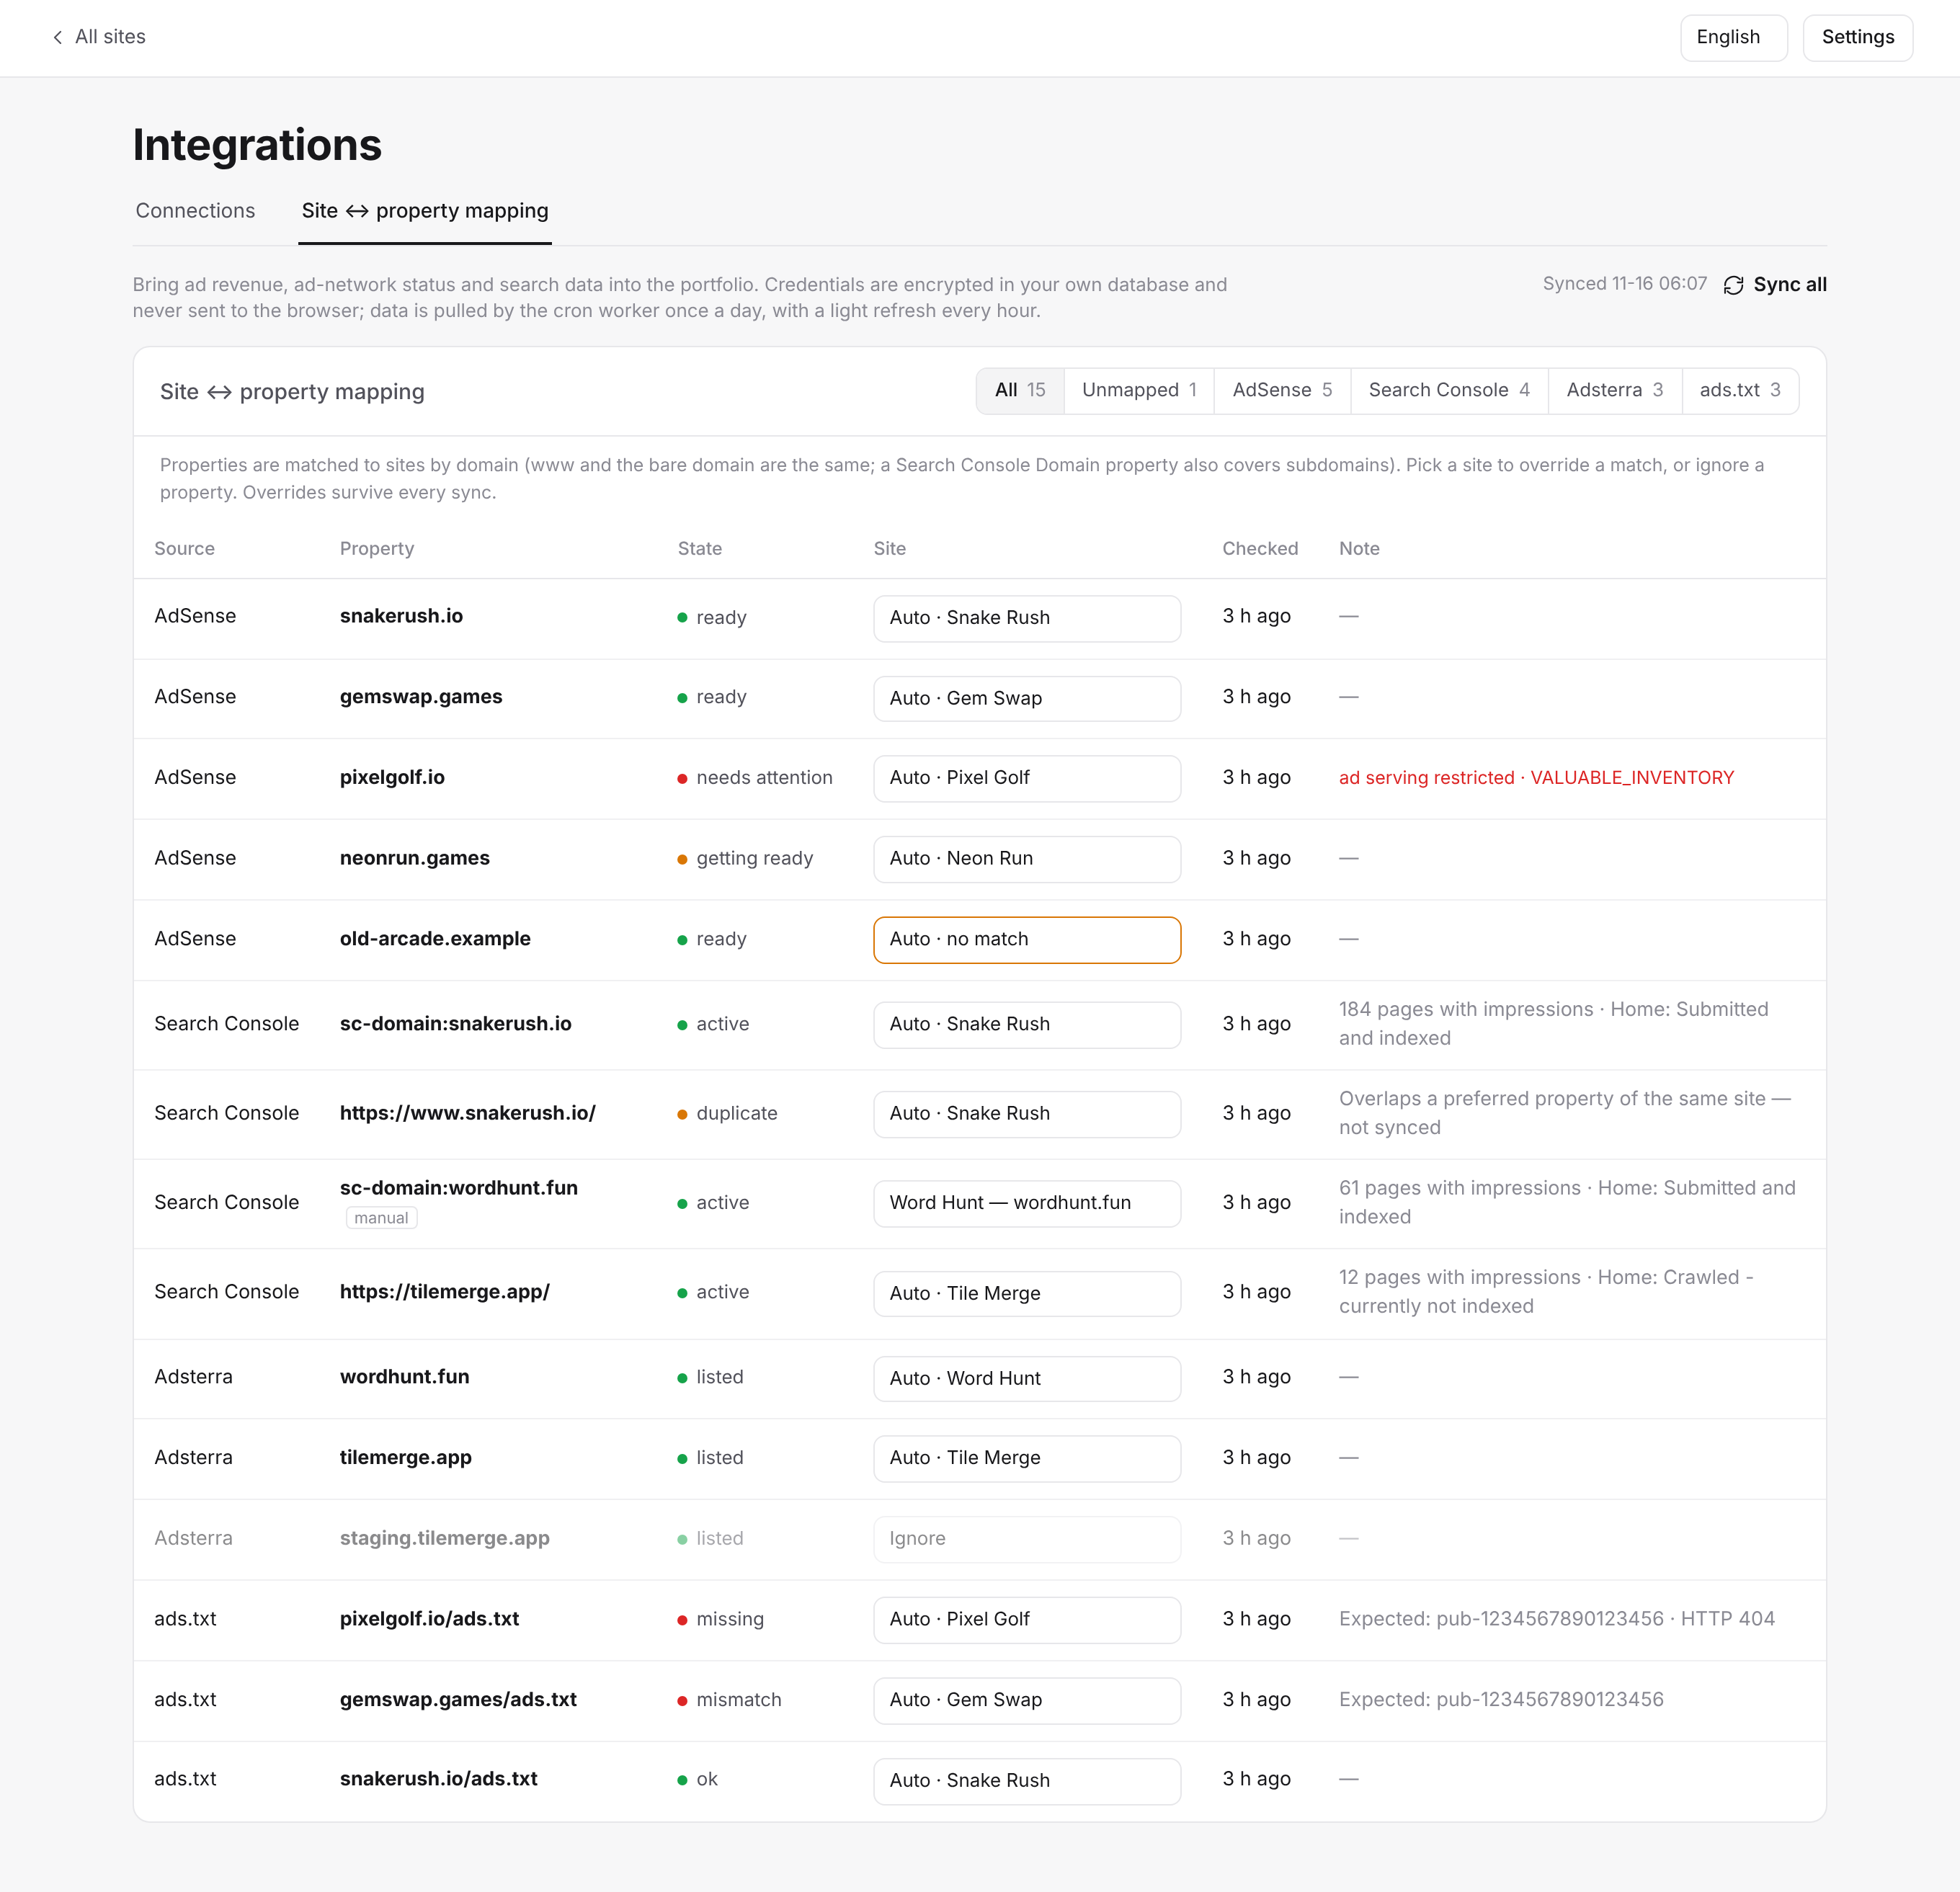 All sites
English
Settings
Integrations
Connections
Site ↔ property mapping
Bring ad revenue, ad-network status and search data into the portfolio. Credentials are encrypted in your own database and
never sent to the browser; data is pulled by the cron worker once a day, with a light refresh every hour.
Synced 11-16 06:07
Sync all
Site ↔ property mapping
All 15
Unmapped 1
AdSense 5
Search Console 4
Adsterra 3
ads.txt 3
Properties are matched to sites by domain (www and the bare domain are the same; a Search Console Domain property also covers subdomains). Pick a site to override a match, or ignore a
property. Overrides survive every sync.
Source Property State Site Checked Note
AdSense snakerush.io ready Auto · Snake Rush 3 h ago —
AdSense gemswap.games ready Auto · Gem Swap 3 h ago —
AdSense pixelgolf.io needs attention Auto · Pixel Golf 3 h ago ad serving restricted · VALUABLE_INVENTORY
AdSense neonrun.games getting ready Auto · Neon Run 3 h ago —
AdSense old-arcade.example ready Auto · no match 3 h ago —
Search Console sc-domain:snakerush.io active Auto · Snake Rush 3 h ago 184 pages with impressions · Home: Submitted
and indexed
Search Console https://www.snakerush.io/ duplicate Auto · Snake Rush 3 h ago Overlaps a preferred property of the same site —
not synced
Search Console sc-domain:wordhunt.fun active Word Hunt — wordhunt.fun 3 h ago 61 pages with impressions · Home: Submitted and
manual indexed
Search Console https://tilemerge.app/ active Auto · Tile Merge 3 h ago 12 pages with impressions · Home: Crawled -
currently not indexed
Adsterra wordhunt.fun listed Auto · Word Hunt 3 h ago —
Adsterra tilemerge.app listed Auto · Tile Merge 3 h ago —
Adsterra staging.tilemerge.app listed Ignore 3 h ago —
ads.txt pixelgolf.io/ads.txt missing Auto · Pixel Golf 3 h ago Expected: pub-1234567890123456 · HTTP 404
ads.txt gemswap.games/ads.txt mismatch Auto · Gem Swap 3 h ago Expected: pub-1234567890123456
ads.txt snakerush.io/ads.txt ok Auto · Snake Rush 3 h ago —